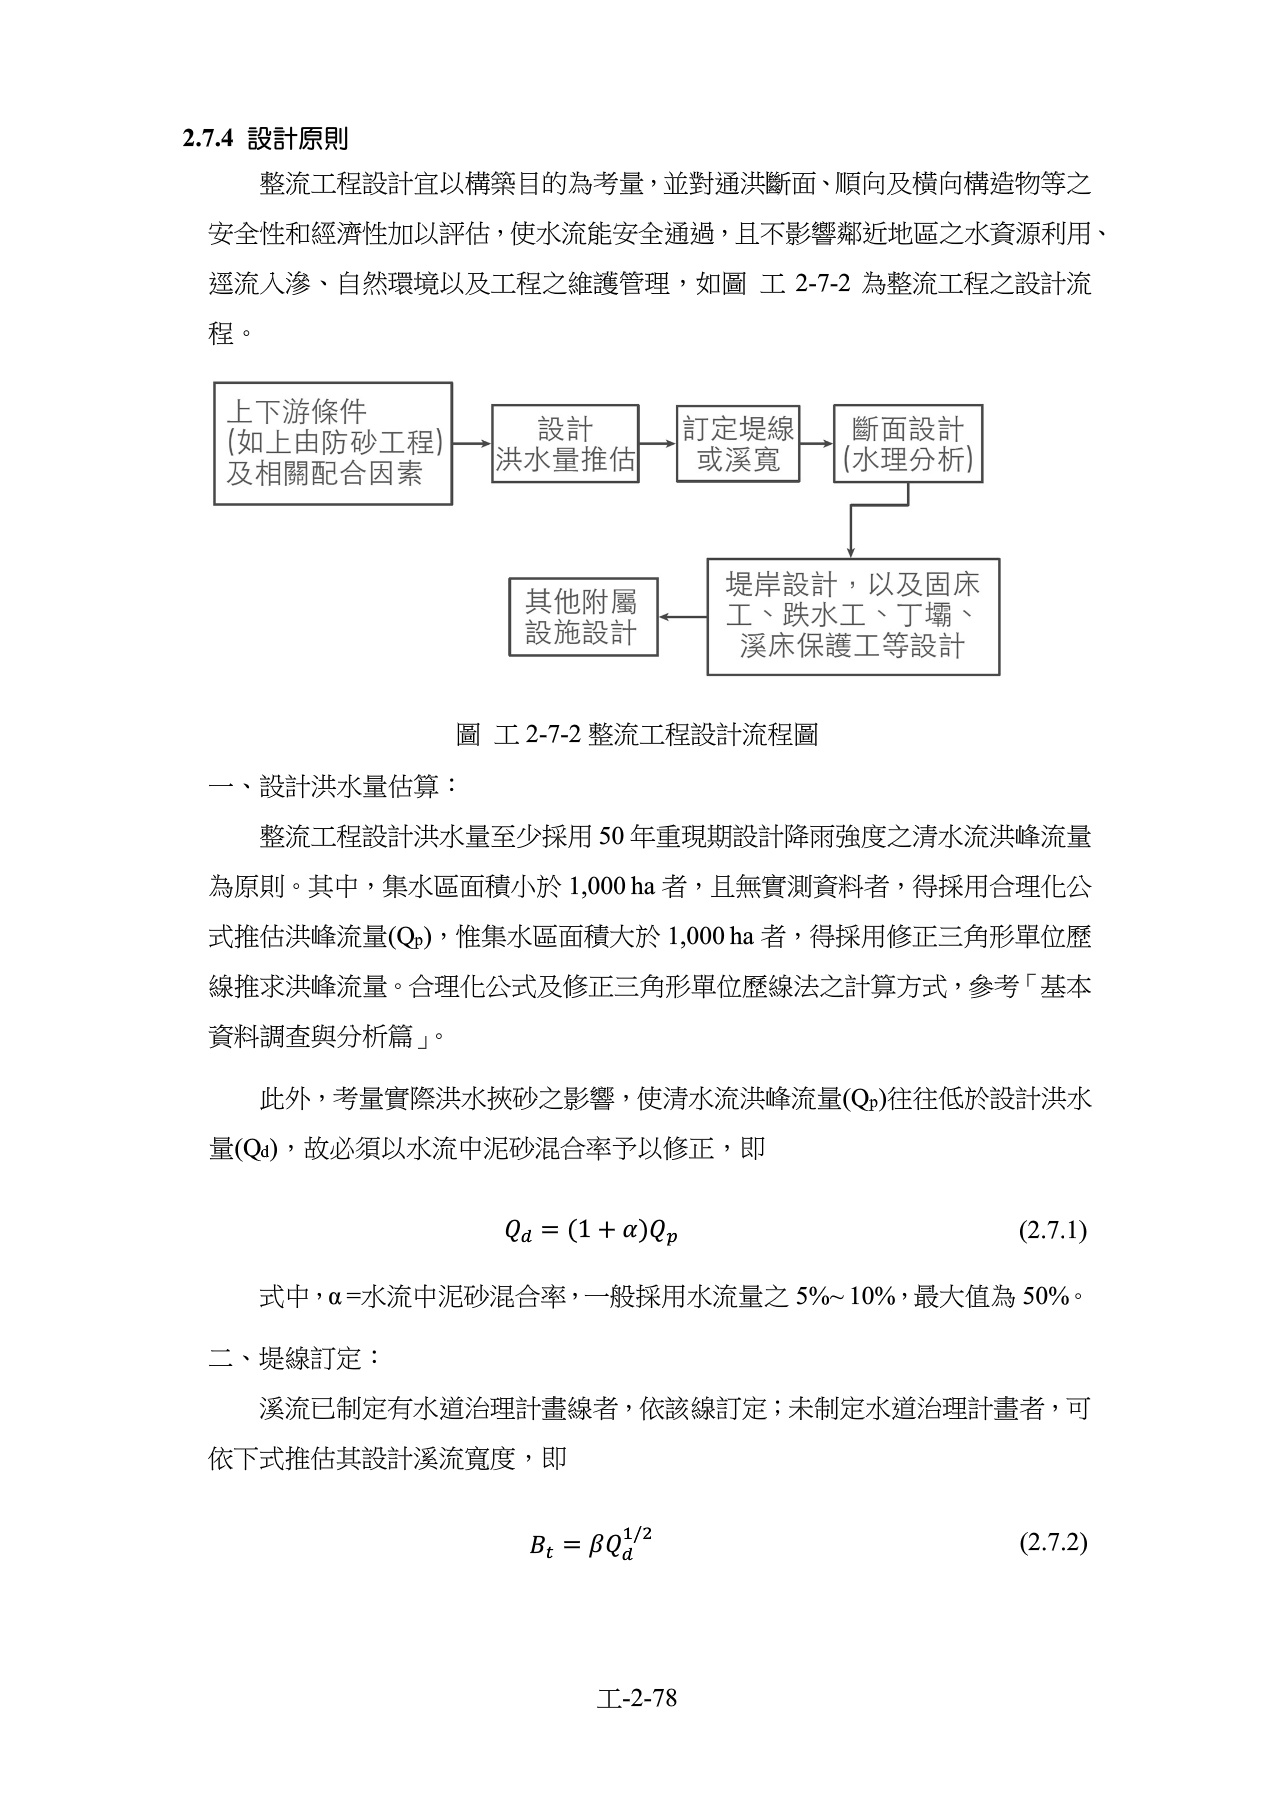 2.7.4 設計原則
整流工程設計宜以構築目的為考量，並對通洪斷面、順向及橫向構造物等之
安全性和經濟性加以評估，使水流能安全通過，且不影響鄰近地區之水資源利用、
逕流入滲、自然環境以及工程之維護管理，如圖 工 2-7-2 為整流工程之設計流
程。
上下游條件
(如上由防砂工程)
及相關配合因素
設計
洪水量推估
訂定堤線
或溪寬
斷面設計
(水理分析)
堤岸設計，以及固床
工、跌水工、丁壩、
溪床保護工等設計
其他附屬
設施設計
圖 工 2-7-2 整流工程設計流程圖
一、設計洪水量估算：
整流工程設計洪水量至少採用 50 年重現期設計降雨強度之清水流洪峰流量
為原則。其中，集水區面積小於 1,000 ha 者，且無實測資料者，得採用合理化公
式推估洪峰流量(Qp)，惟集水區面積大於 1,000 ha 者，得採用修正三角形單位歷
線推求洪峰流量。合理化公式及修正三角形單位歷線法之計算方式，參考「基本
資料調查與分析篇」。
此外，考量實際洪水挾砂之影響，使清水流洪峰流量(Qp)往往低於設計洪水
量(Qd)，故必須以水流中泥砂混合率予以修正，即
Q_d = (1 + α)Q_p (2.7.1)
式中，α =水流中泥砂混合率，一般採用水流量之 5%~ 10%，最大值為 50%。
二、堤線訂定：
溪流已制定有水道治理計畫線者，依該線訂定；未制定水道治理計畫者，可
依下式推估其設計溪流寬度，即
B_t = βQ_d^{1/2} (2.7.2)
工-2-78